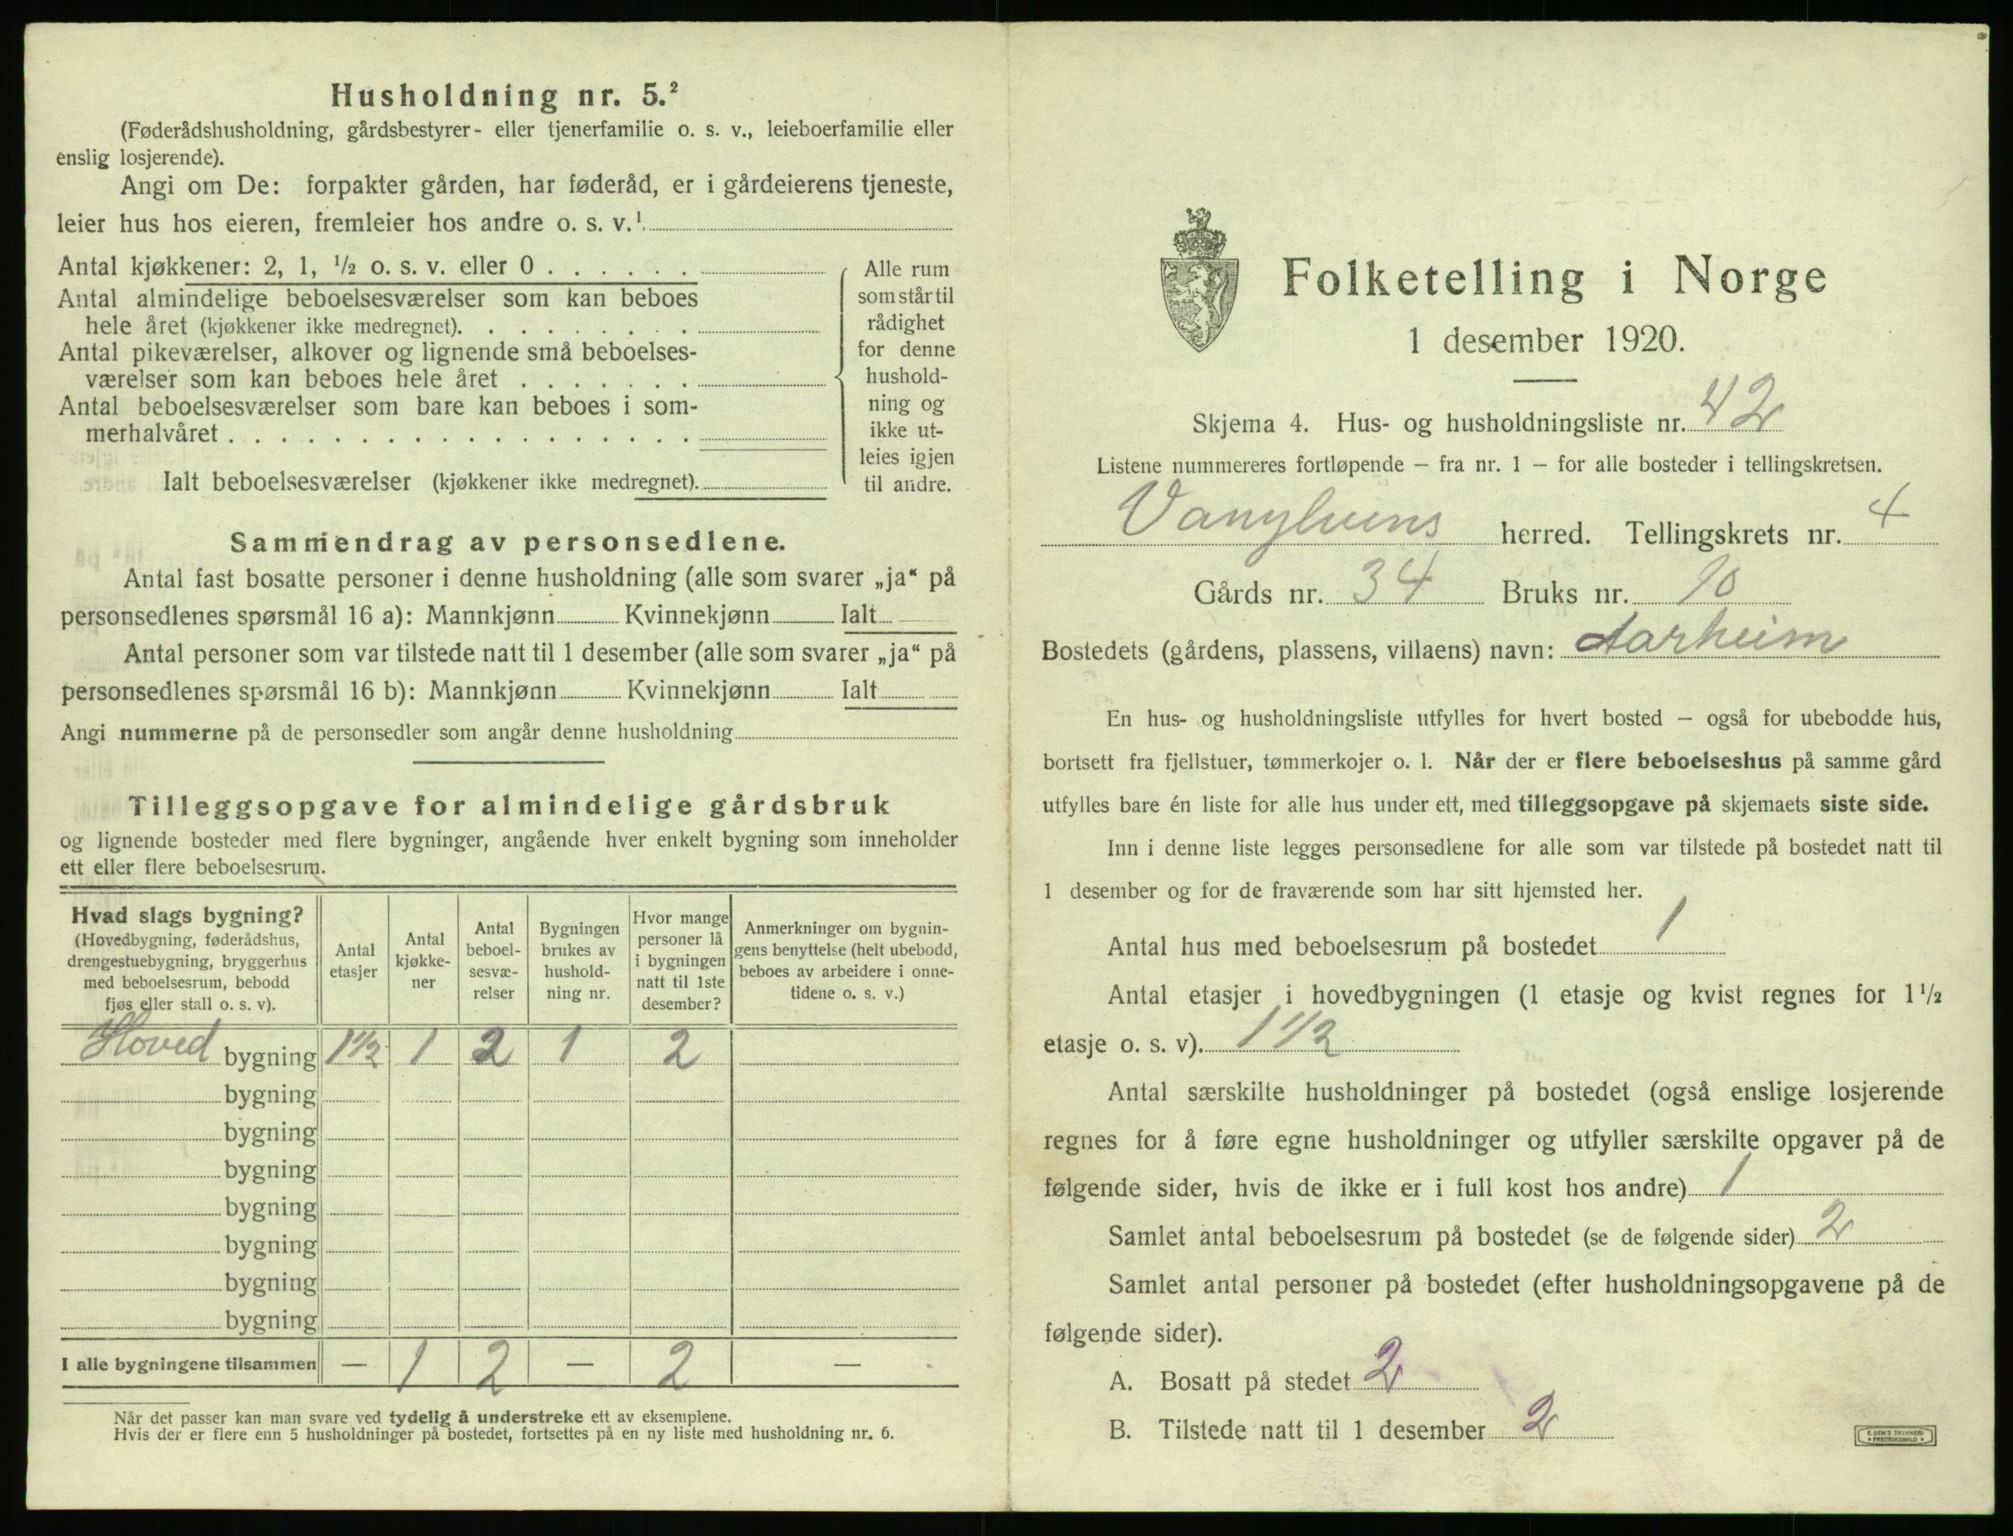 Husholdning nr. 5.²
(Føderådshusholdning, gårdsbestyrer- eller tjenerfamilie o. s. v., leieboerfamilie eller
enslig losjerende).
Angi om De: forpakter gården, har føderåd, er i gårdeierens tjeneste,
leier hus hos eieren, fremleier hos andre o. s. v.¹
Antal kjøkkener: 2, 1, ½ o. s. v. eller 0 . . . . . .
Antal almindelige beboelsesværelser som kan beboes
hele året (kjøkkener ikke medregnet). . . . . . . . .
Antal pikeværelser, alkover og lignende små beboelses-
værelser som kan beboes hele året . . . . . . .
Antal beboelsesværelser som bare kan beboes i som-
merhalvåret . . . . . . . . . . . . . . . . . .
Ialt beboelsesværelser (kjøkkener ikke medregnet).
Alle rum
som står til
rådighet
for denne
hushold-
ning og
ikke ut-
leies igjen
til andre.
Sammendrag av personsedlene.
Antal fast bosatte personer i denne husholdning (alle som svarer „ja“ på
personsedlenes spørsmål 16 a): Mannkjønn Kvinnekjønn Ialt
Antal personer som var tilstede natt til 1 desember (alle som svarer „ja“ på
personsedlenes spørsmål 16 b): Mannkjønn Kvinnekjønn Ialt
Angi nummerne på de personsedler som angår denne husholdning
Tilleggsopgave for almindelige gårdsbruk
og lignende bosteder med flere bygninger, angående hver enkelt bygning som inneholder
ett eller flere beboelsesrum.
Hvad slags bygning?
(Hovedbygning, føderådshus,
drengestuebygning, bryggerhus
med beboelsesrum, bebodd
fjøs eller stall o. s. v).
Antal
etasjer
Antal
kjøkke-
ner
Antal
beboel-
sesvæ-
relser
Bygningen
brukes av
hushold-
ning nr.
Hvor mange
personer lå
i bygningen
natt til 1ste
desember?
Anmerkninger om bygnin-
gens benyttelse (helt ubebodd,
beboes av arbeidere i onne-
tidene o. s. v.)
Hoved bygning 1½ 1 2 1 2
bygning
bygning
bygning
bygning
bygning
bygning
bygning
I alle bygningene tilsammen — 1 2 — 2 —
Når det passer kan man svare ved tydelig å understreke ett av eksemplene.
Hvis der er flere enn 5 husholdninger på bostedet, fortsettes på en ny liste med husholdning nr. 6.
Folketelling i Norge
1 desember 1920.
Skjema 4. Hus- og husholdningsliste nr. 42
Listene nummereres fortløpende – fra nr. 1 – for alle bosteder i tellingskretsen.
Vanylvens herred. Tellingskrets nr. 4
Gårds nr. 34 Bruks nr. 10
Bostedets (gårdens, plassens, villaens) navn: Aarheim
En hus- og husholdningsliste utfylles for hvert bosted – også for ubebodde hus,
bortsett fra fjellstuer, tømmerkojer o. l. Når der er flere beboelseshus på samme gård
utfylles bare én liste for alle hus under ett, med tilleggsopgave på skjemaets siste side.
Inn i denne liste legges personsedlene for alle som var tilstede på bostedet natt til
1 desember og for de fraværende som har sitt hjemsted her.
Antal hus med beboelsesrum på bostedet 1
Antal etasjer i hovedbygningen (1 etasje og kvist regnes for 1½
etasje o. s. v). 1½
Antal særskilte husholdninger på bostedet (også enslige losjerende
regnes for å føre egne husholdninger og utfyller særskilte opgaver på de
følgende sider, hvis de ikke er i full kost hos andre) 1
Samlet antal beboelsesrum på bostedet (se de følgende sider) 2
Samlet antal personer på bostedet (efter husholdningsopgavene på de
følgende sider).
A. Bosatt på stedet 2
B. Tilstede natt til 1 desember 2
E. SEM'S TRYKKERI
• FREDRIKSHALD •